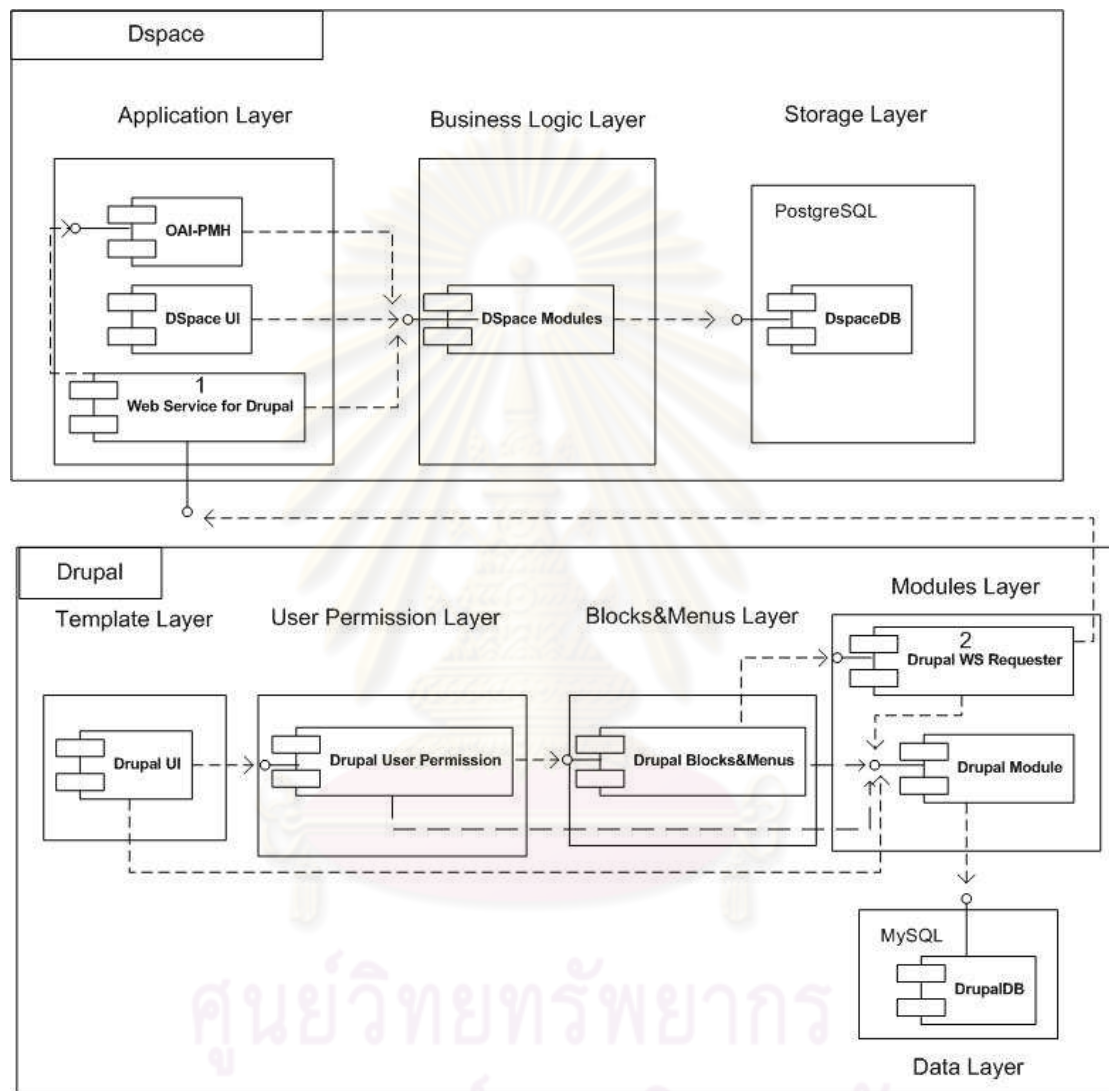 Dspace
Application Layer
Business Logic Layer
Storage Layer
OAI-PMH
DSpace UI
1
Web Service for Drupal
DSpace Modules
PostgreSQL
DspaceDB
Drupal
Template Layer
User Permission Layer
Blocks&Menus Layer
Modules Layer
Drupal UI
Drupal User Permission
Drupal Blocks&Menus
2
Drupal WS Requester
Drupal Module
MySQL
DrupalDB
Data Layer
ศูนย์วิทยทรัพยากร